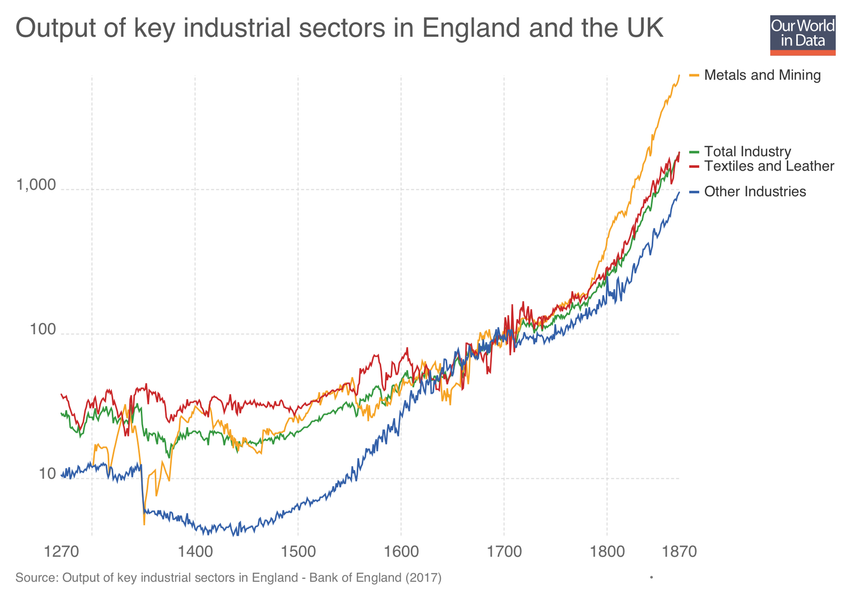 Output of key industrial sectors in England and the UK
Our World
in Data
Metals and Mining
Total Industry
Textiles and Leather
1,000
Other Industries
100
10
1270 1400 1500 1600 1700 1800 1870
Source: Output of key industrial sectors in England - Bank of England (2017)